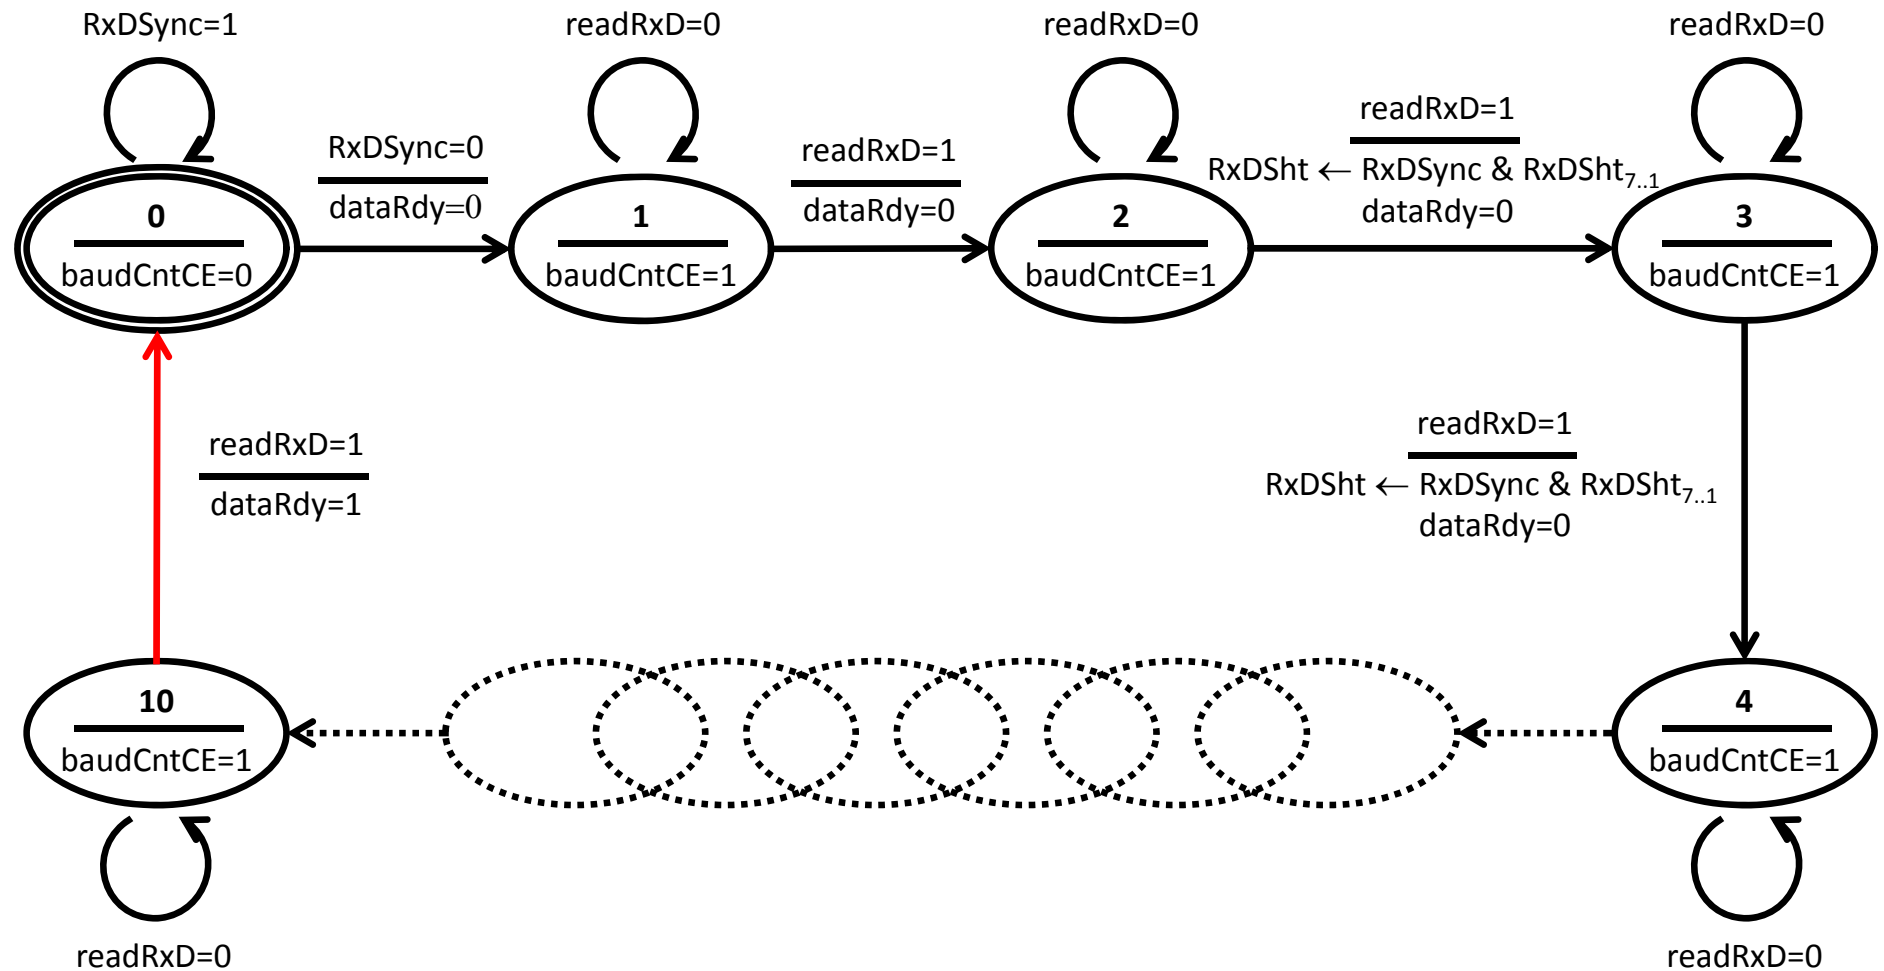 RxDSync=1
readRxD=0
readRxD=0
readRxD=0
RxDSync=0
dataRdy=0
readRxD=1
dataRdy=0
readRxD=1
RxDSht ← RxDSync & RxDSht7..1
dataRdy=0
0
baudCntCE=0
1
baudCntCE=1
2
baudCntCE=1
3
baudCntCE=1
readRxD=1
dataRdy=1
readRxD=1
RxDSht ← RxDSync & RxDSht7..1
dataRdy=0
10
baudCntCE=1
4
baudCntCE=1
readRxD=0
readRxD=0